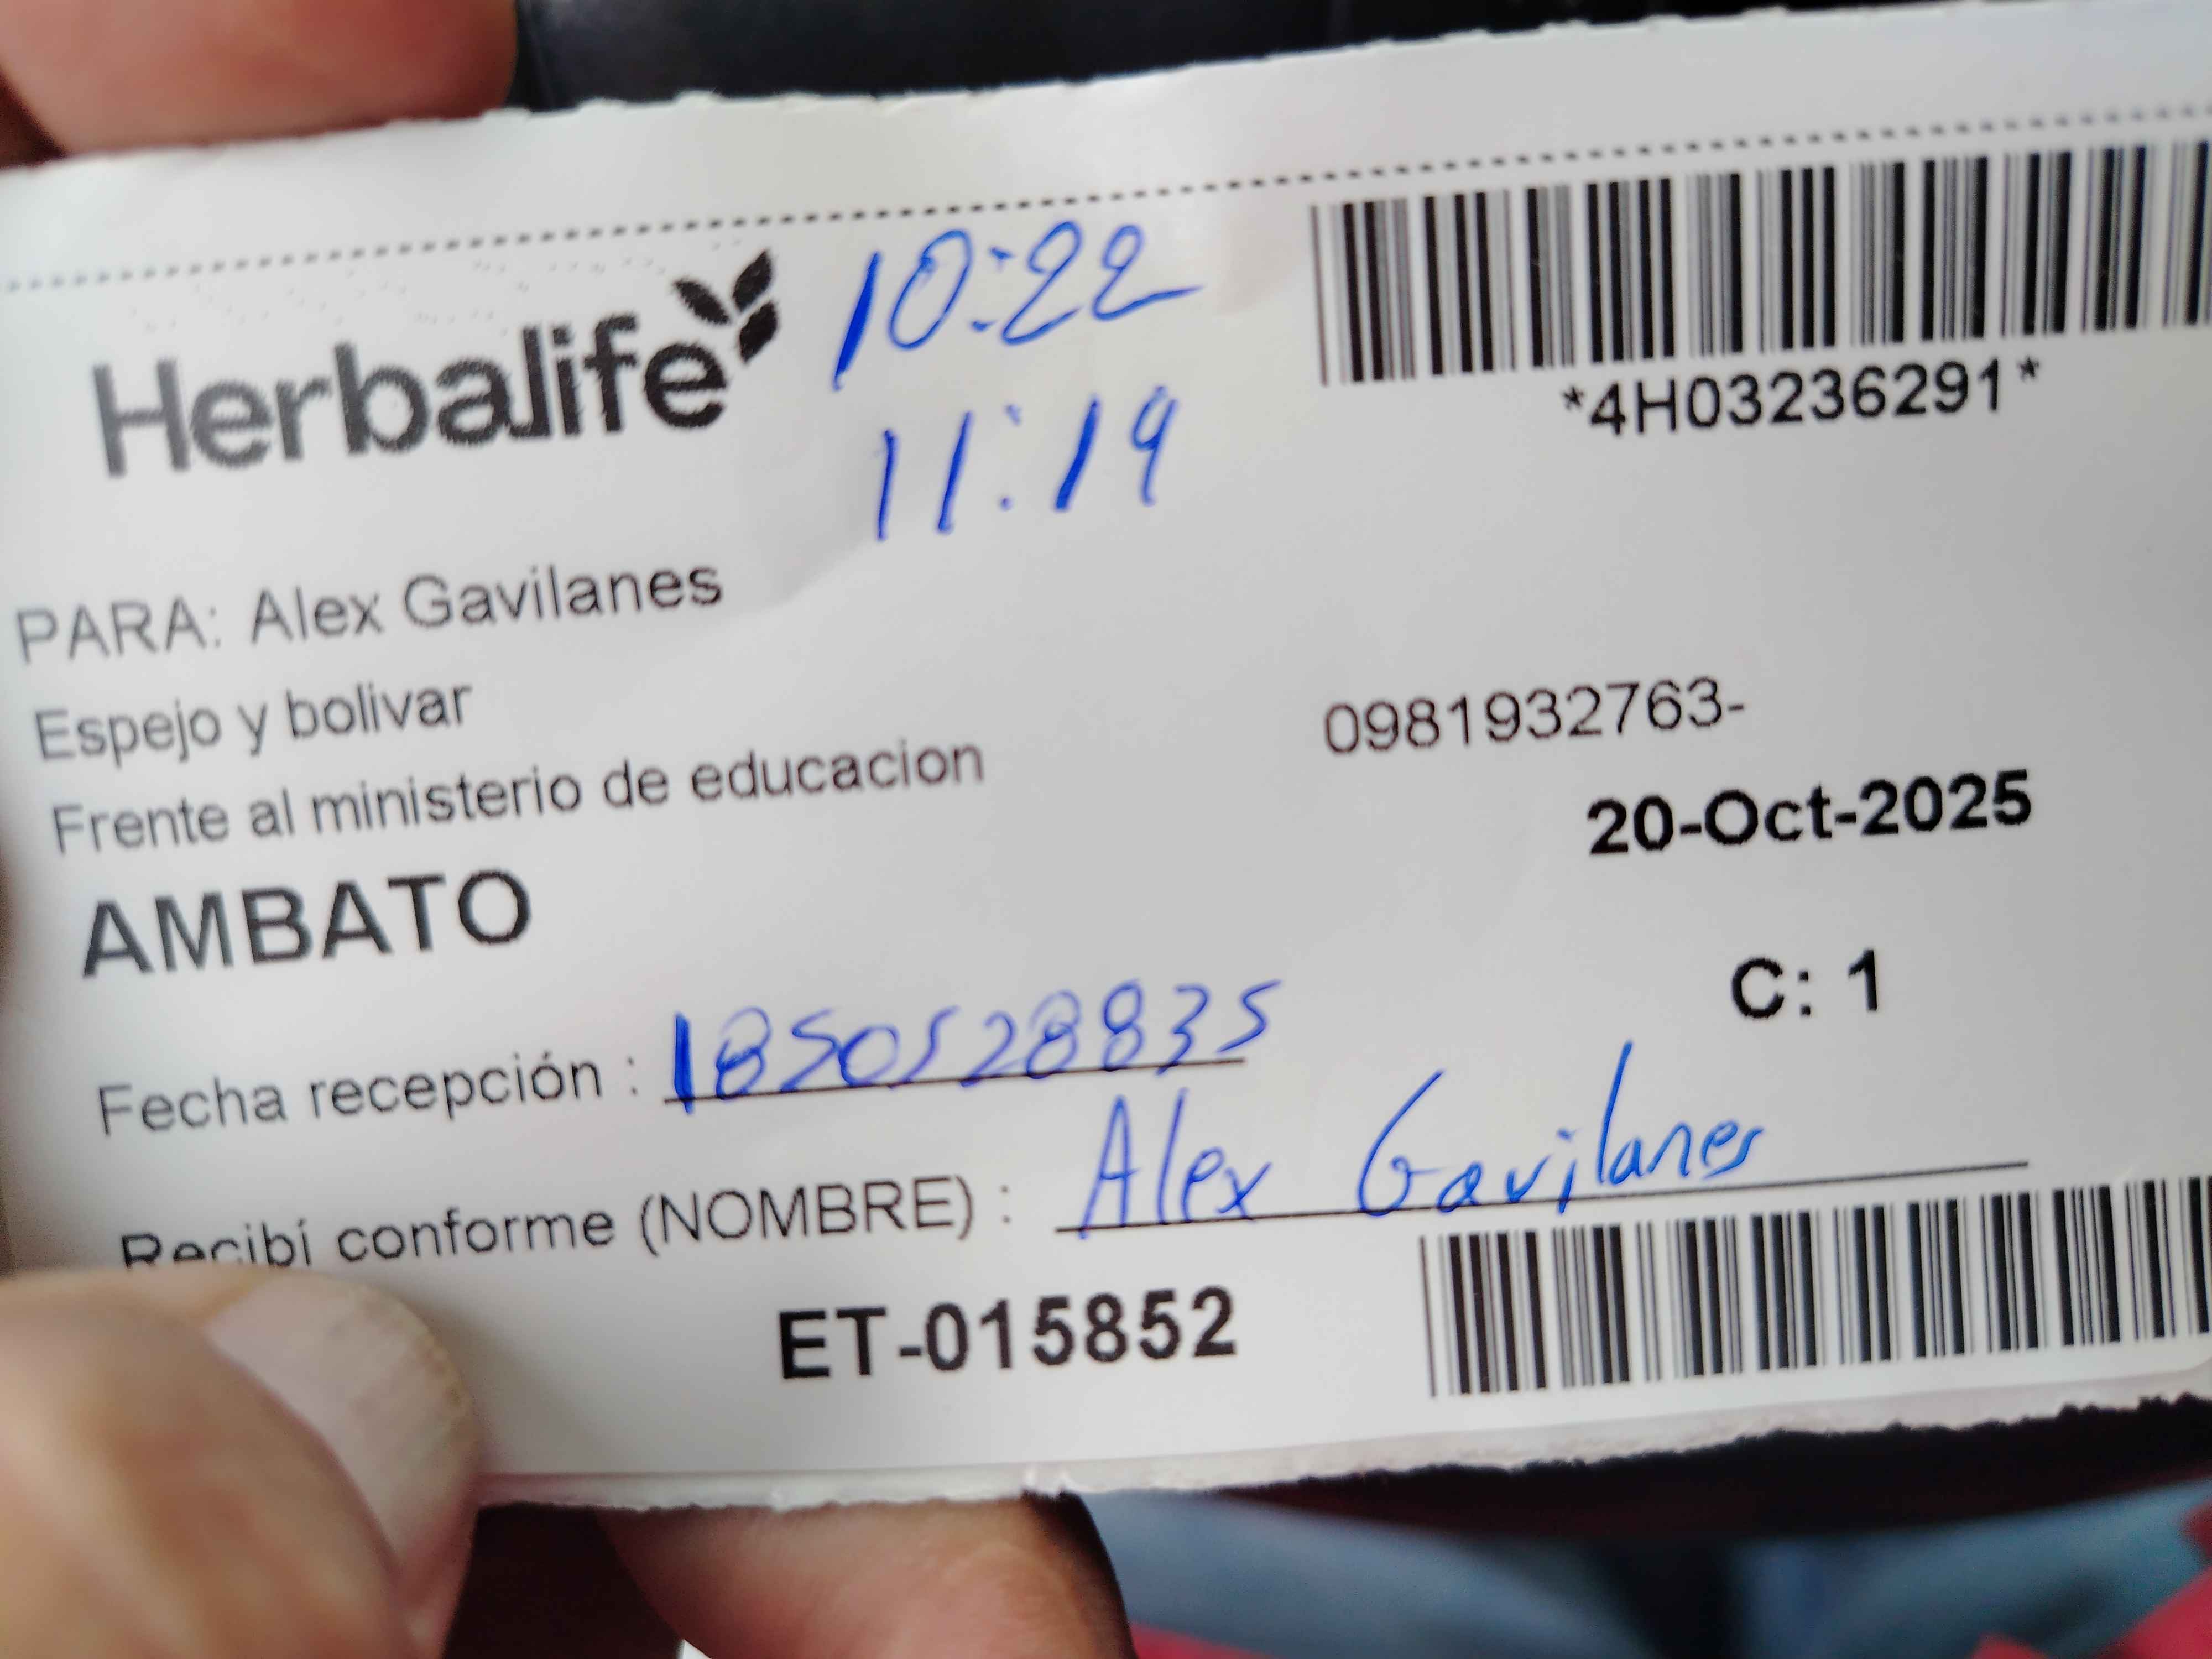 Herbalife
10:22
11:19
*4H03236291*
PARA: Alex Gavilanes
Espejo y bolivar
0981932763-
Frente al ministerio de educacion
20-Oct-2025
AMBATO
C: 1
Fecha recepción : 1850528835
Recibí conforme (NOMBRE) : Alex Gavilanes
ET-015852